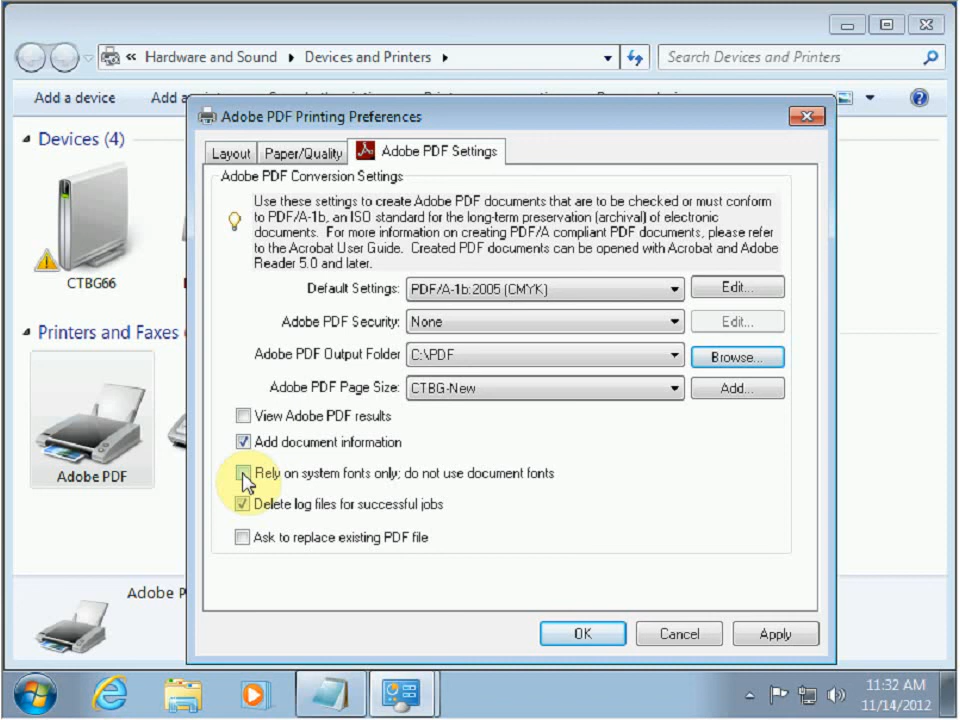 « Hardware and Sound ▸ Devices and Printers ▸
Search Devices and Printers
Add a device
Adobe PDF Printing Preferences
Devices (4)
Layout
Paper/Quality
Adobe PDF Settings
Adobe PDF Conversion Settings
Use these settings to create Adobe PDF documents that are to be checked or must conform
to PDF/A-1b, an ISO standard for the long-term preservation (archival) of electronic
documents. For more information on creating PDF/A compliant PDF documents, please refer
to the Acrobat User Guide. Created PDF documents can be opened with Acrobat and Adobe
Reader 5.0 and later.
CTBG66
Default Settings: PDF/A-1b:2005 (CMYK) Edit...
Adobe PDF Security: None Edit...
Printers and Faxes
Adobe PDF Output Folder C:\PDF Browse...
Adobe PDF Page Size: CTBG-New Add...
View Adobe PDF results
Add document information
Rely on system fonts only; do not use document fonts
Adobe PDF
Delete log files for successful jobs
Ask to replace existing PDF file
Adobe P
OK Cancel Apply
11:32 AM
11/14/2012